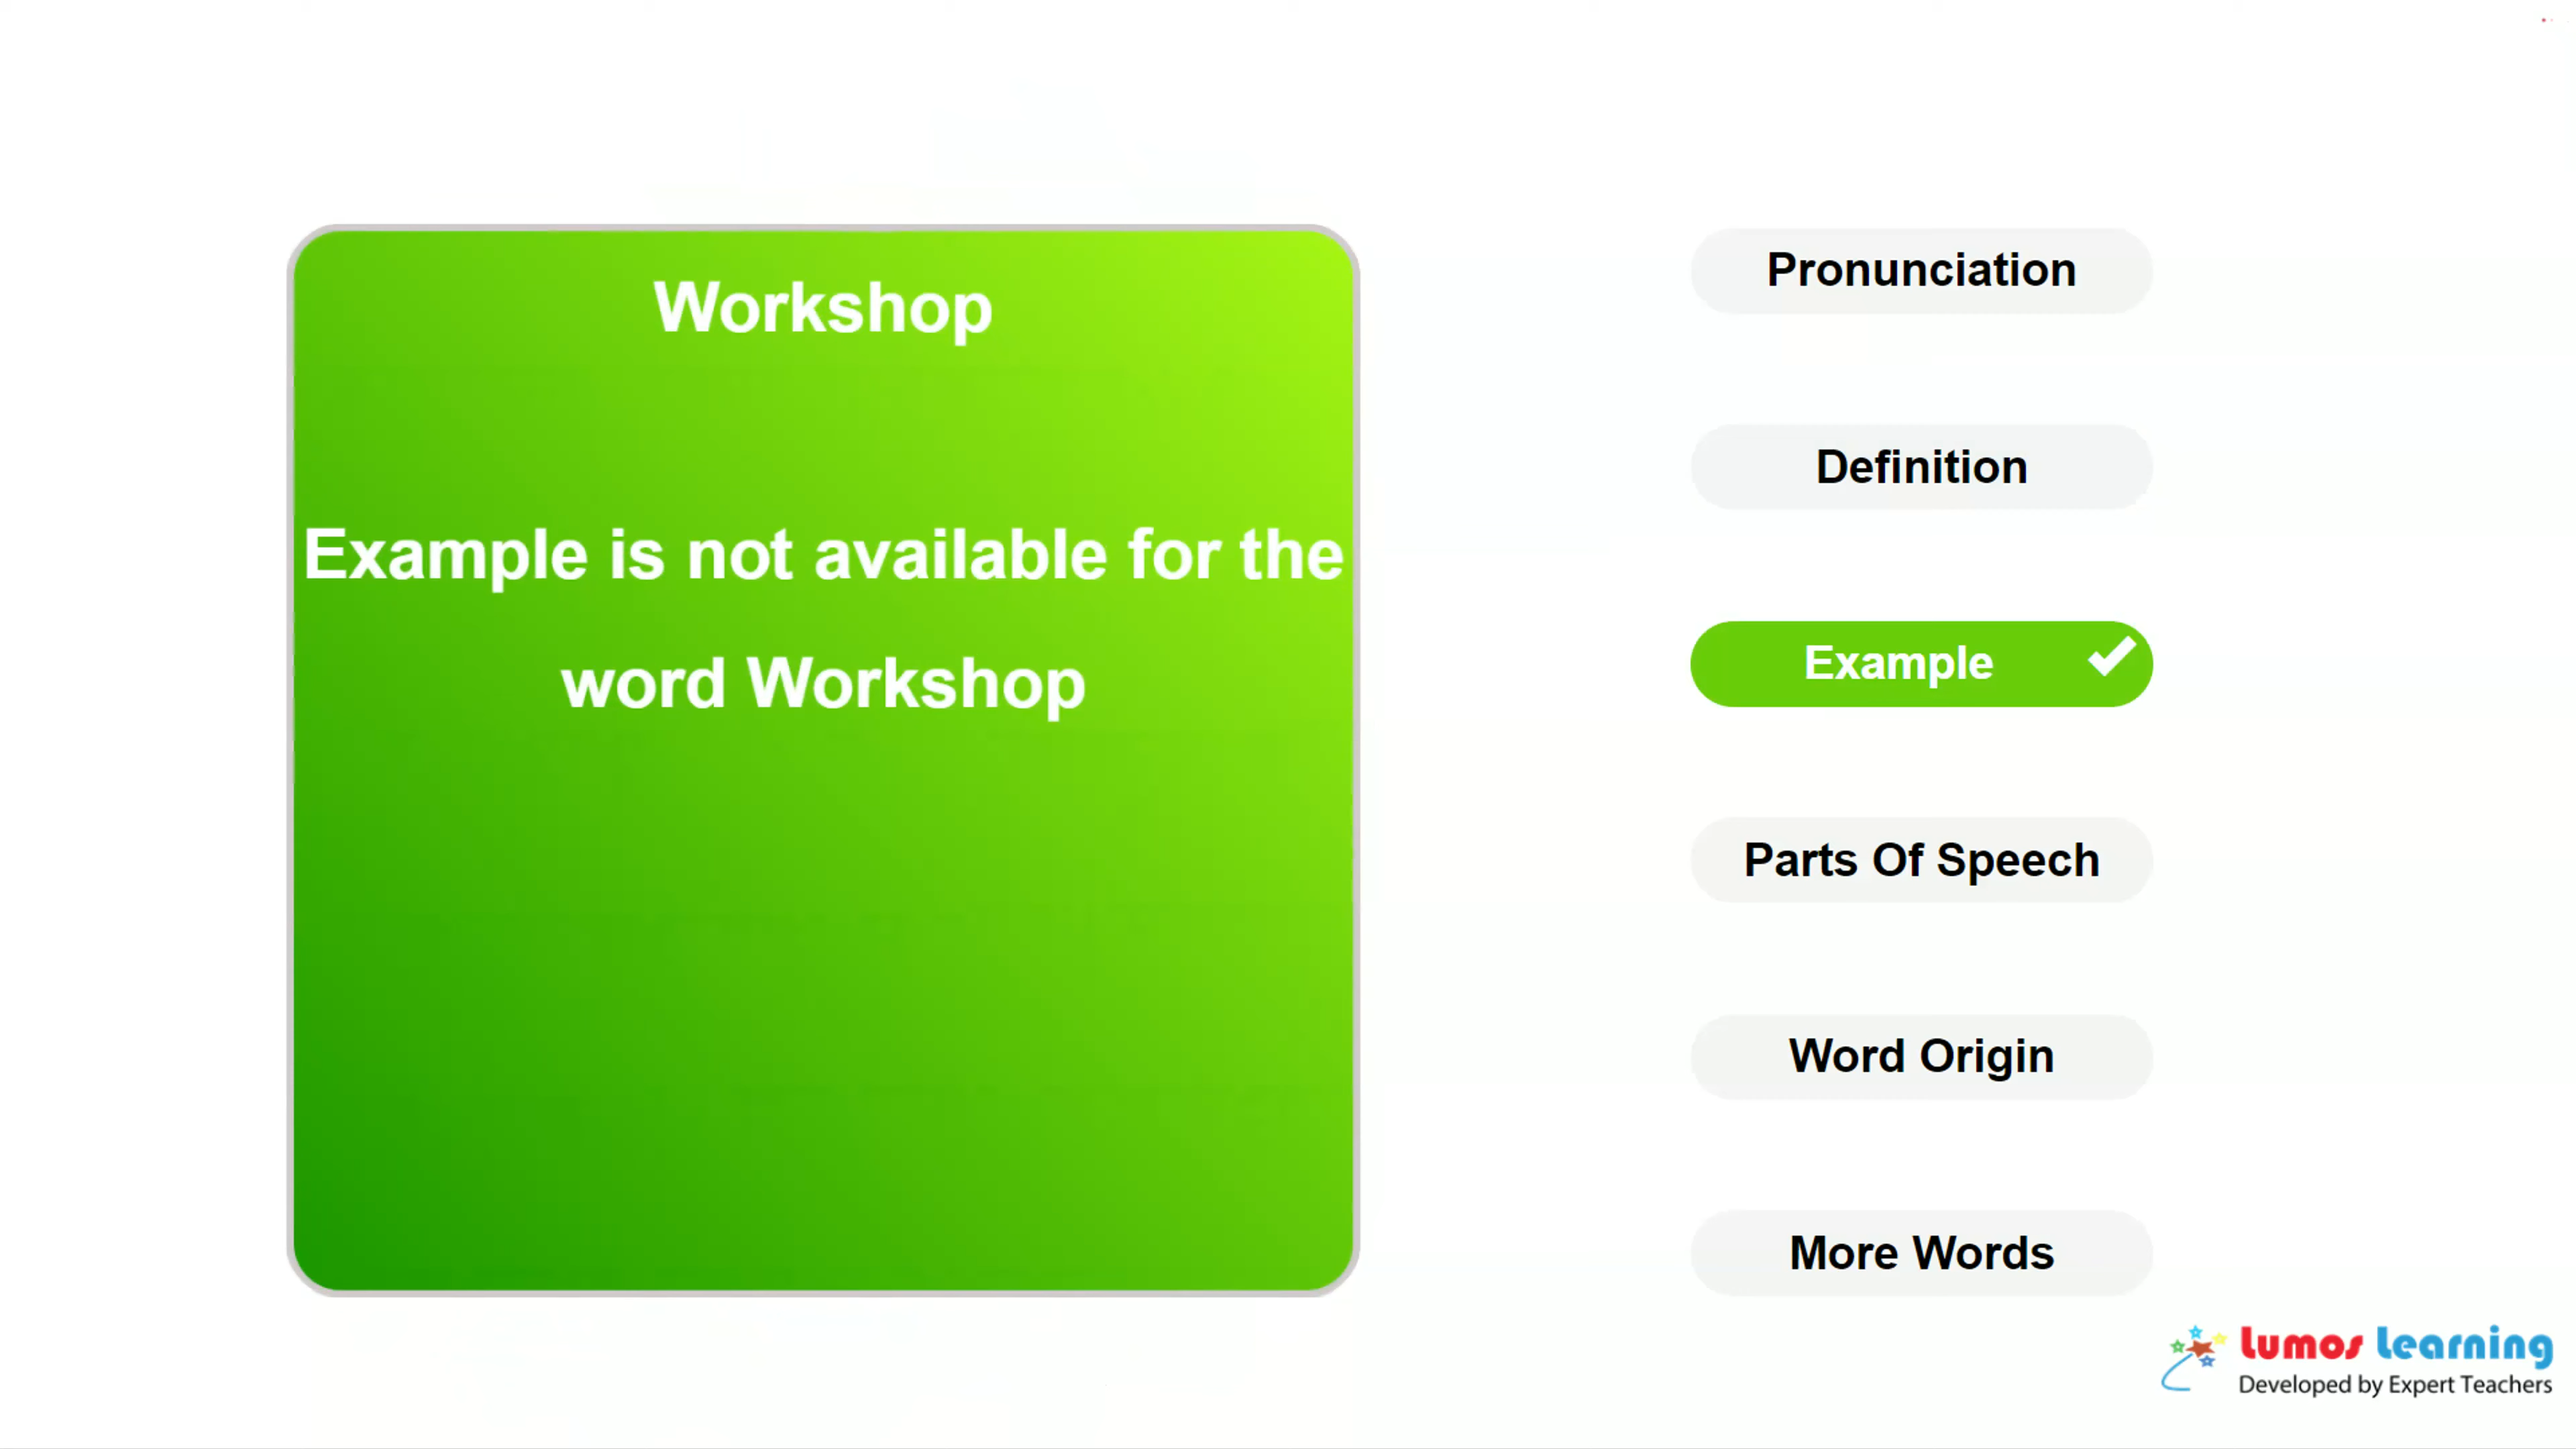 Workshop
Example is not available for the
word Workshop
Pronunciation
Definition
Example
Parts Of Speech
Word Origin
More Words
Lumos Learning
Developed by Expert Teachers